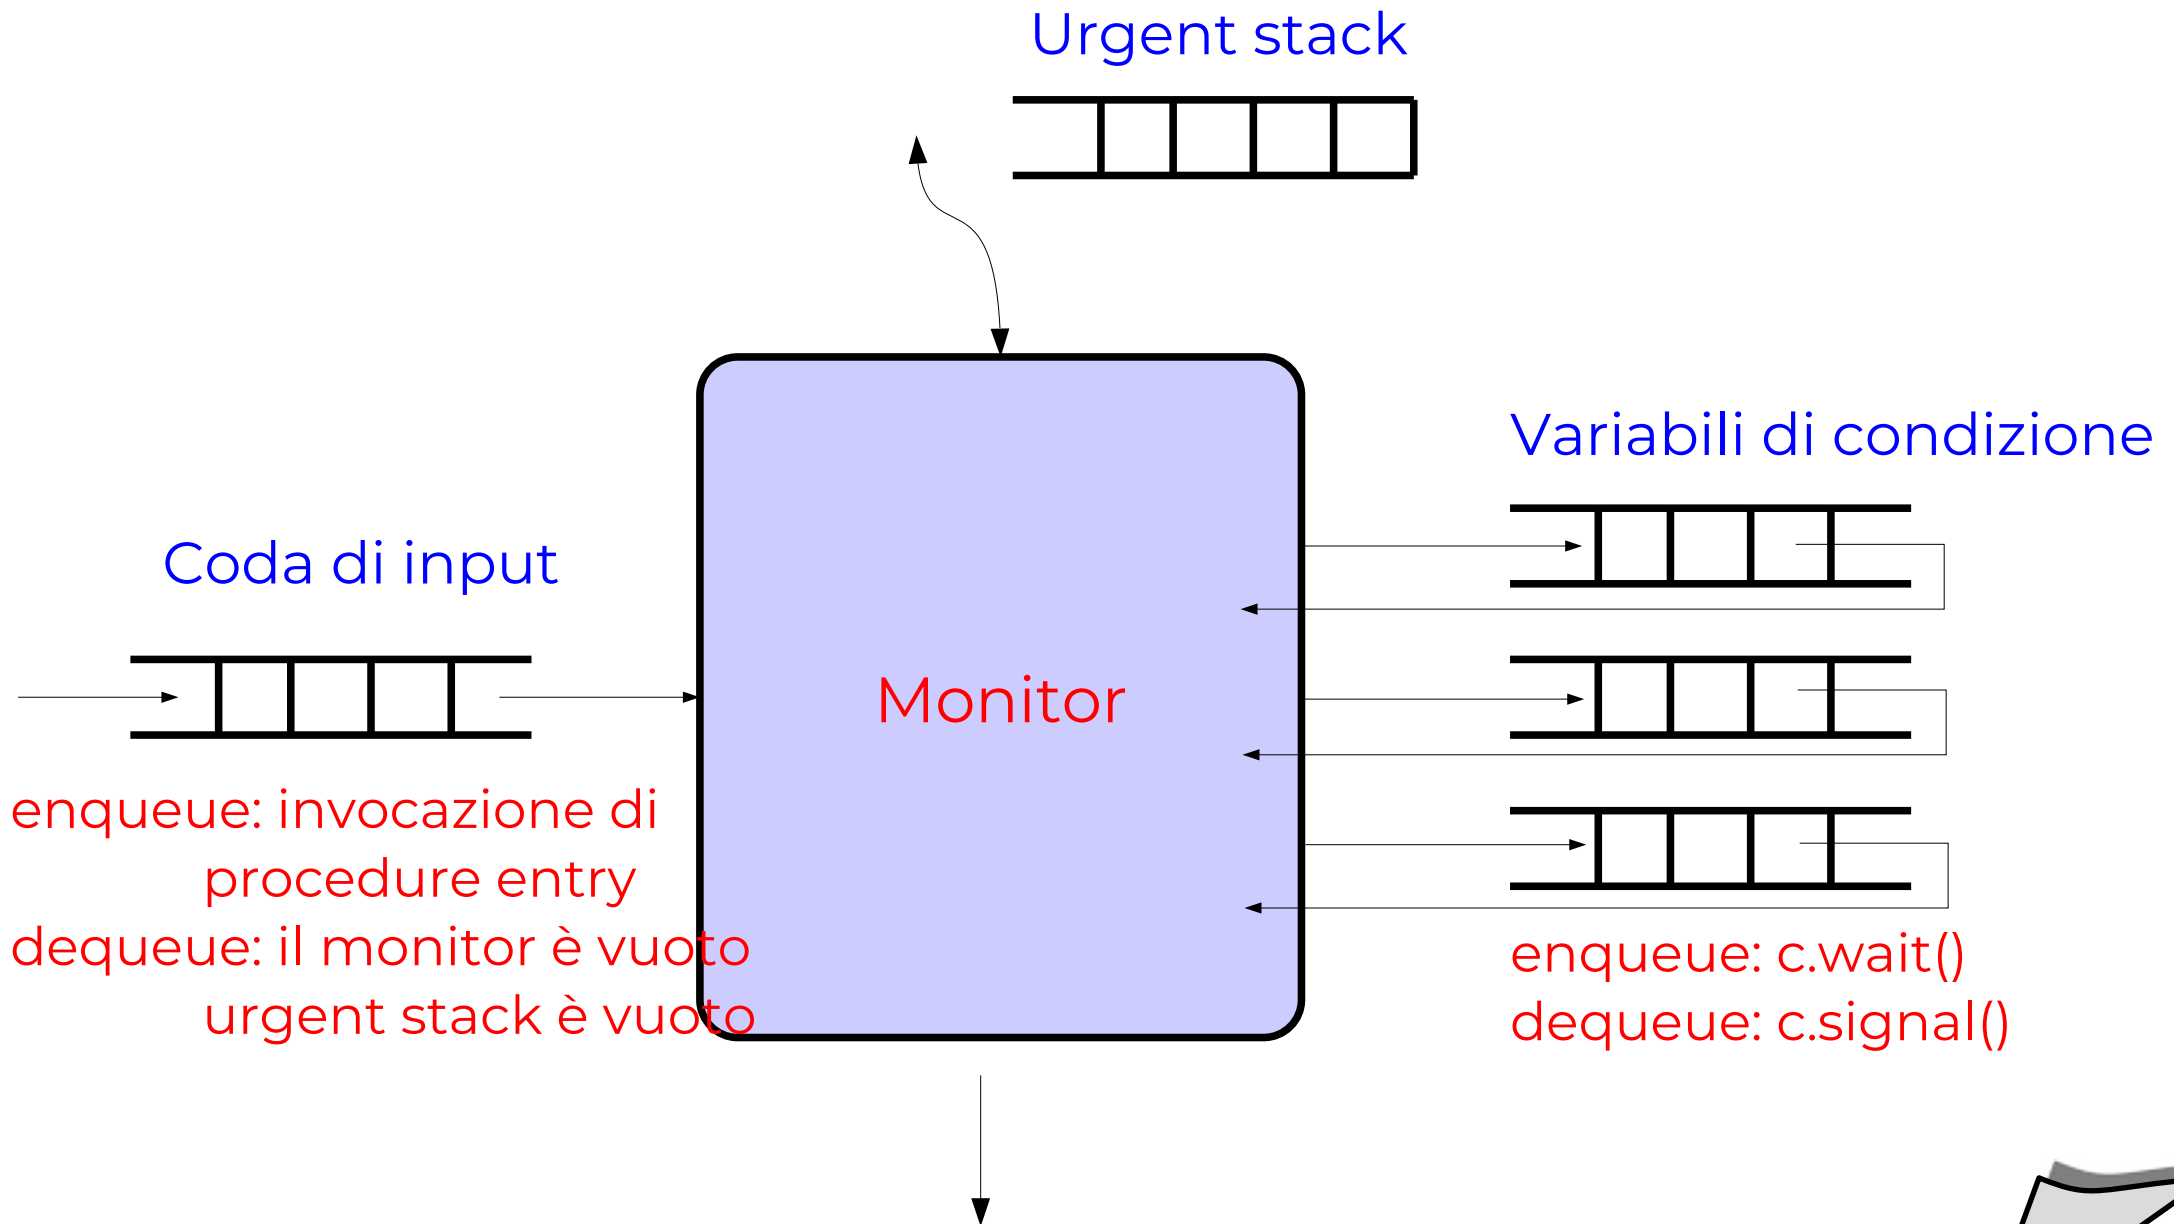 Urgent stack
Variabili di condizione
Coda di input
Monitor
enqueue: invocazione di
procedure entry
dequeue: il monitor è vuoto
urgent stack è vuoto
enqueue: c.wait()
dequeue: c.signal()